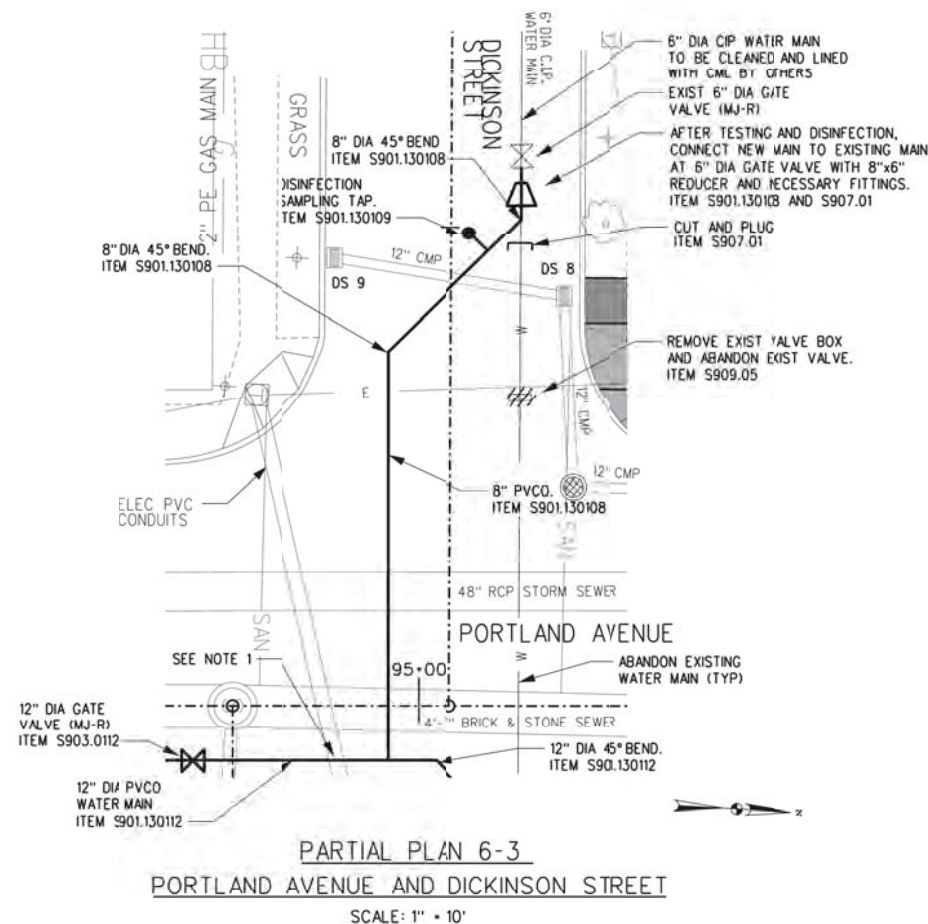 6" DIA C.I.P.
WATER MAIN
DICKINSON
STREET
6" DIA CIP WATER MAIN
TO BE CLEANED AND LINED
WITH CML BY OTHERS
EXIST 6" DIA GATE
VALVE (MJ-R)
AFTER TESTING AND DISINFECTION,
CONNECT NEW MAIN TO EXISTING MAIN
AT 6" DIA GATE VALVE WITH 8"x6"
REDUCER AND NECESSARY FITTINGS.
ITEM S901.130108 AND S907.01
CUT AND PLUG
ITEM S907.01
HB
2" PE GAS MAIN
GRASS
8" DIA 45° BEND
ITEM S901.130108
DISINFECTION
SAMPLING TAP.
ITEM S901.130109
8" DIA 45° BEND.
ITEM S901.130108
12" CMP
DS 9
DS 8
W
REMOVE EXIST VALVE BOX
AND ABANDON EXIST VALVE.
ITEM S909.05
E
12" CMP
12" CMP
8" PVCO.
ITEM S901.130108
ELEC PVC
CONDUITS
SAN
48" RCP STORM SEWER
SAN
PORTLAND AVENUE
SEE NOTE 1
W
ABANDON EXISTING
WATER MAIN (TYP)
95+00
BRICK & STONE SEWER
12" DIA GATE
VALVE (MJ-R)
ITEM S903.0112
12" DIA 45° BEND.
ITEM S901.130112
12" DIA PVCO
WATER MAIN
ITEM S901.130112
z
PARTIAL PLAN 6-3
PORTLAND AVENUE AND DICKINSON STREET
SCALE: 1" = 10'